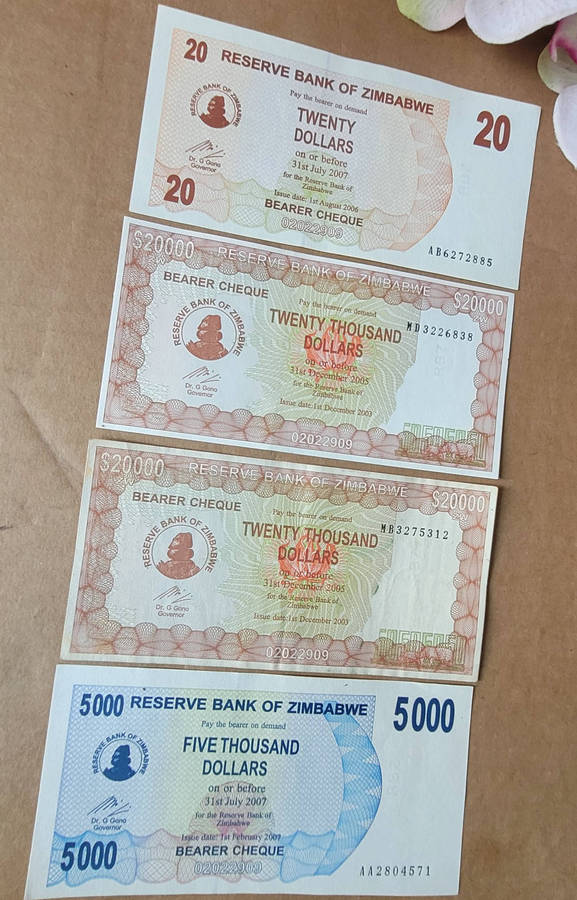 20 RESERVE BANK OF ZIMBABWE
Pay the bearer on demand
RESERVE BANK OF ZIMBABWE
TWENTY
DOLLARS
20
on or before
31st July 2007
Dr. G Gono
Governor
for the Reserve Bank of
Zimbabwe
20
Issue date: 1st August 2006
BEARER CHEQUE
02022909
AB6272885
$20000 RESERVE BANK OF ZIMBABWE $20000
BEARER CHEQUE
Pay the bearer on demand
RESERVE BANK OF ZIMBABWE
TWENTY THOUSAND
DOLLARS
MD3226838
on or before
31st December 2005
Dr. G Gono
Governor
for the Reserve Bank of
Zimbabwe
Issue date:1st December 2003
02022909
$20000 RESERVE BANK OF ZIMBABWE $20000
BEARER CHEQUE
Pay the bearer on demand
RESERVE BANK OF ZIMBABWE
TWENTY THOUSAND
DOLLARS
MB3275312
on or before
31st December 2005
Dr. G Gono
Governor
for the Reserve Bank of
Zimbabwe
Issue date:1st December 2003
02022909
5000 RESERVE BANK OF ZIMBABWE 5000
Pay the bearer on demand
RESERVE BANK OF ZIMBABWE
FIVE THOUSAND
DOLLARS
on or before
31st July 2007
Dr. G Gono
Governor
for the Reserve Bank of
Zimbabwe
5000
Issue date: 1st February 2007
BEARER CHEQUE
02022909
AA2804571